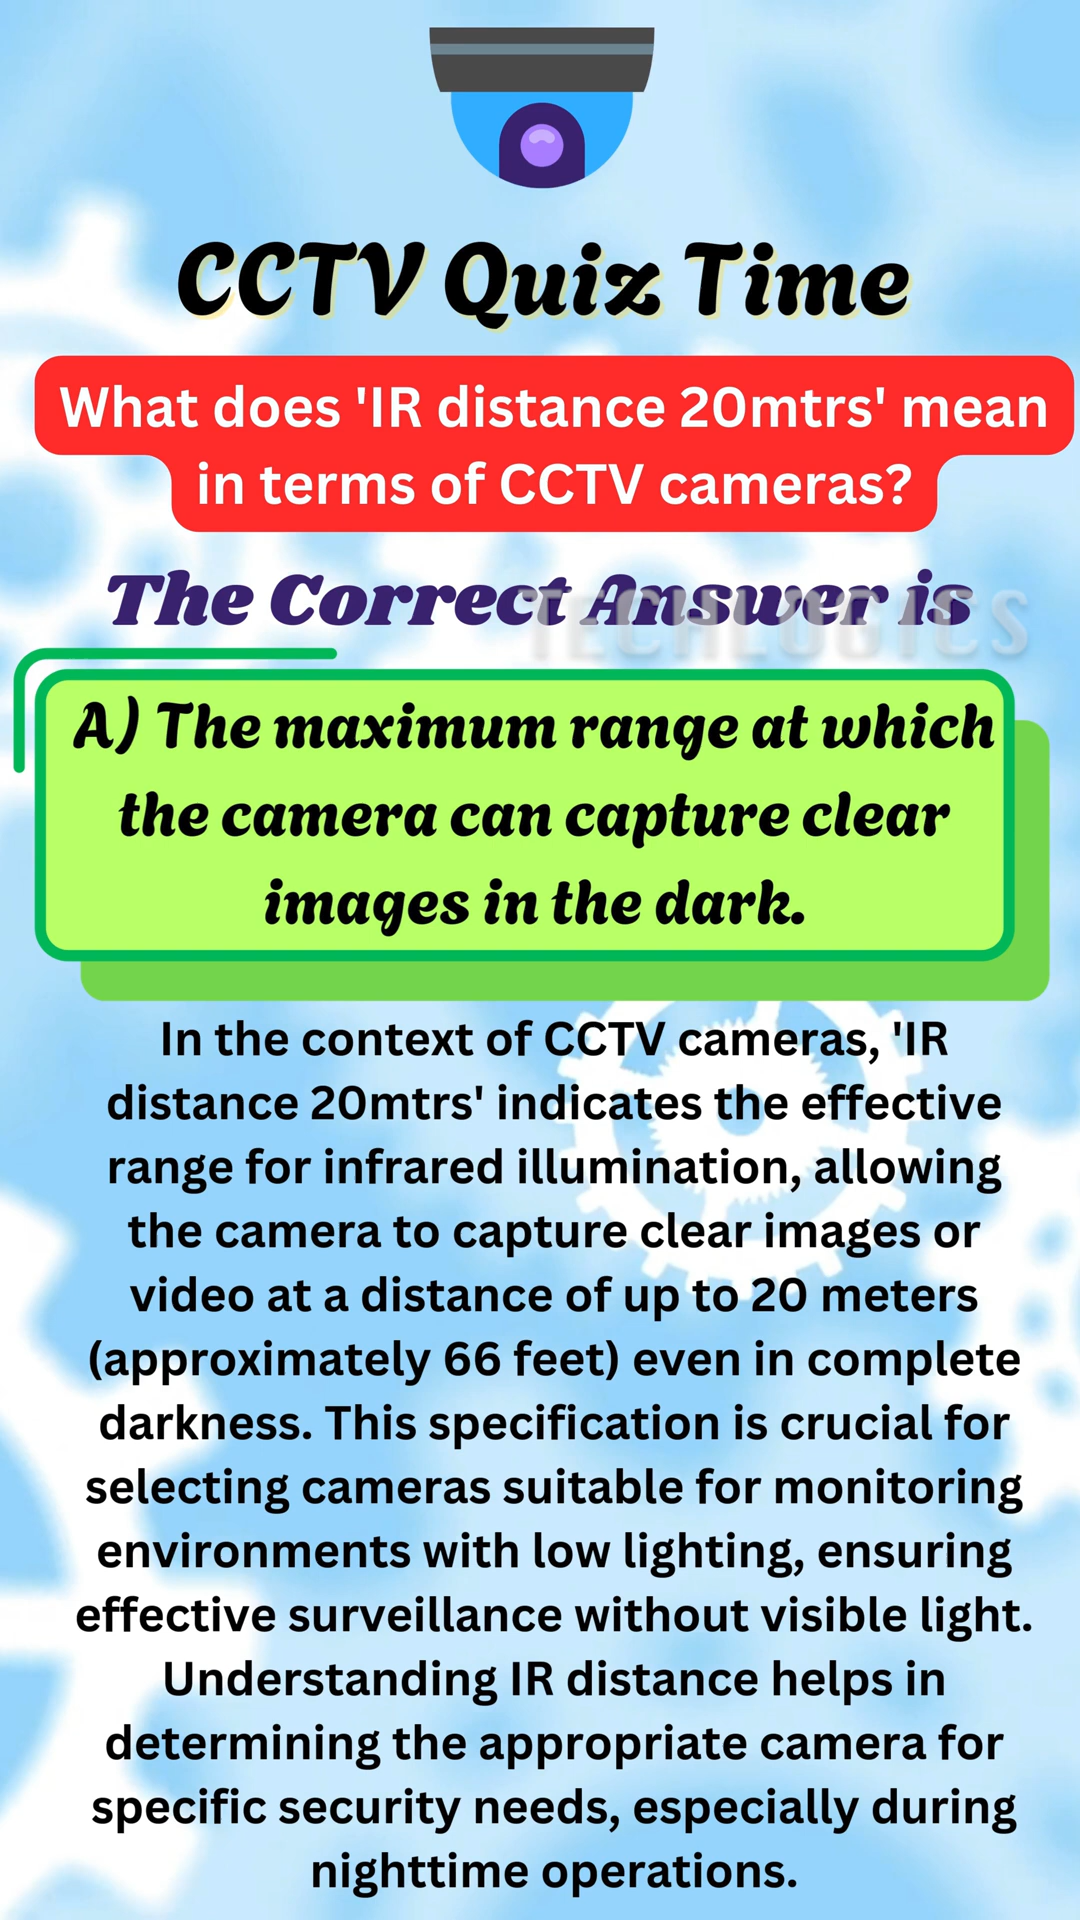 CCTV Quiz Time
What does 'IR distance 20mtrs' mean
in terms of CCTV cameras?
The Correct Answer is
TECHLOGICS
A) The maximum range at which
the camera can capture clear
images in the dark.
In the context of CCTV cameras, 'IR
distance 20mtrs' indicates the effective
range for infrared illumination, allowing
the camera to capture clear images or
video at a distance of up to 20 meters
(approximately 66 feet) even in complete
darkness. This specification is crucial for
selecting cameras suitable for monitoring
environments with low lighting, ensuring
effective surveillance without visible light.
Understanding IR distance helps in
determining the appropriate camera for
specific security needs, especially during
nighttime operations.